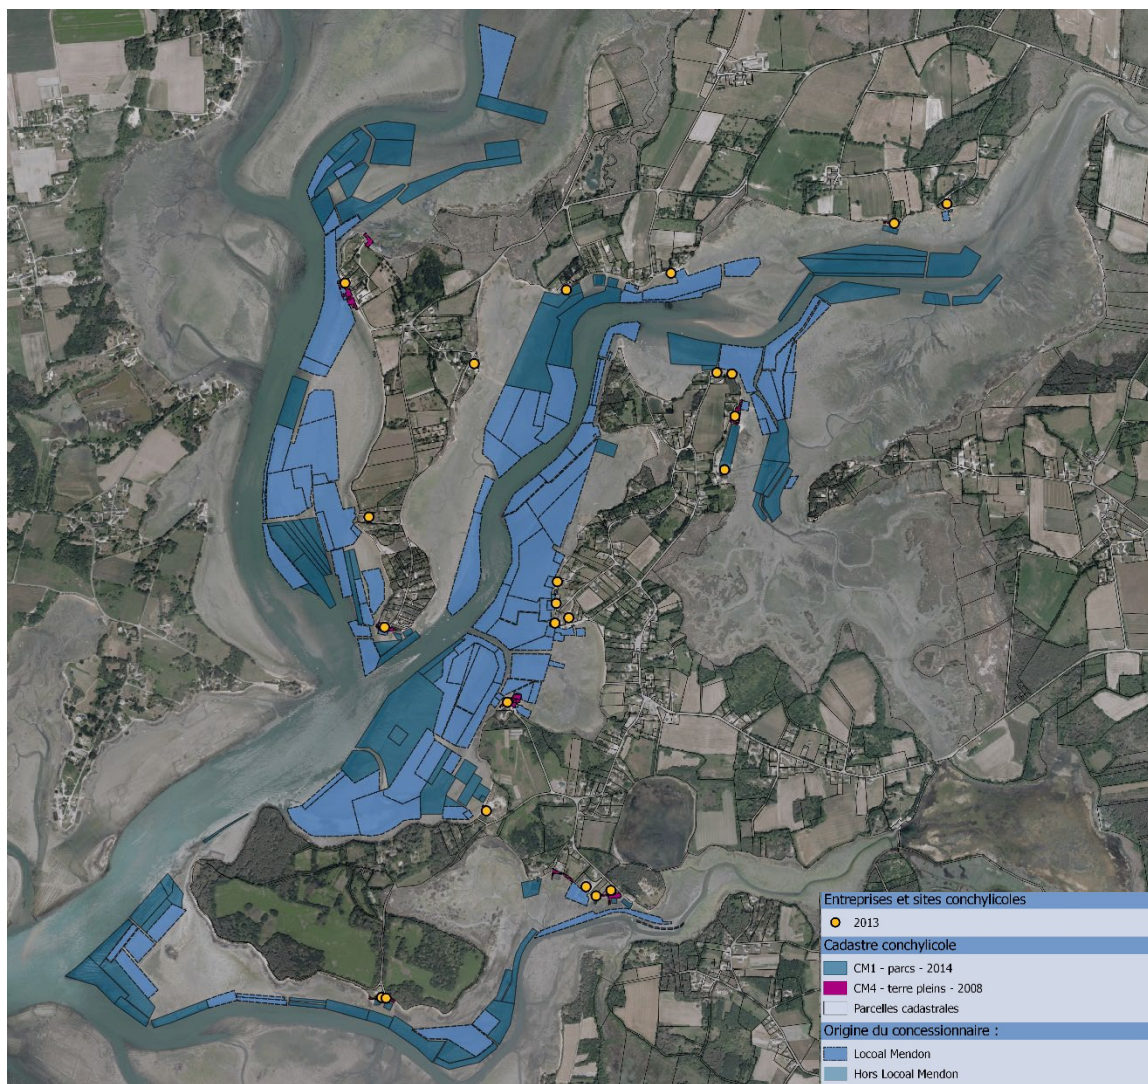 Entreprises et sites conchylicoles
2013
Cadastre conchylicole
CM1 - parcs - 2014
CM4 - terre pleins - 2008
Parcelles cadastrales
Origine du concessionnaire :
Locoal Mendon
Hors Locoal Mendon